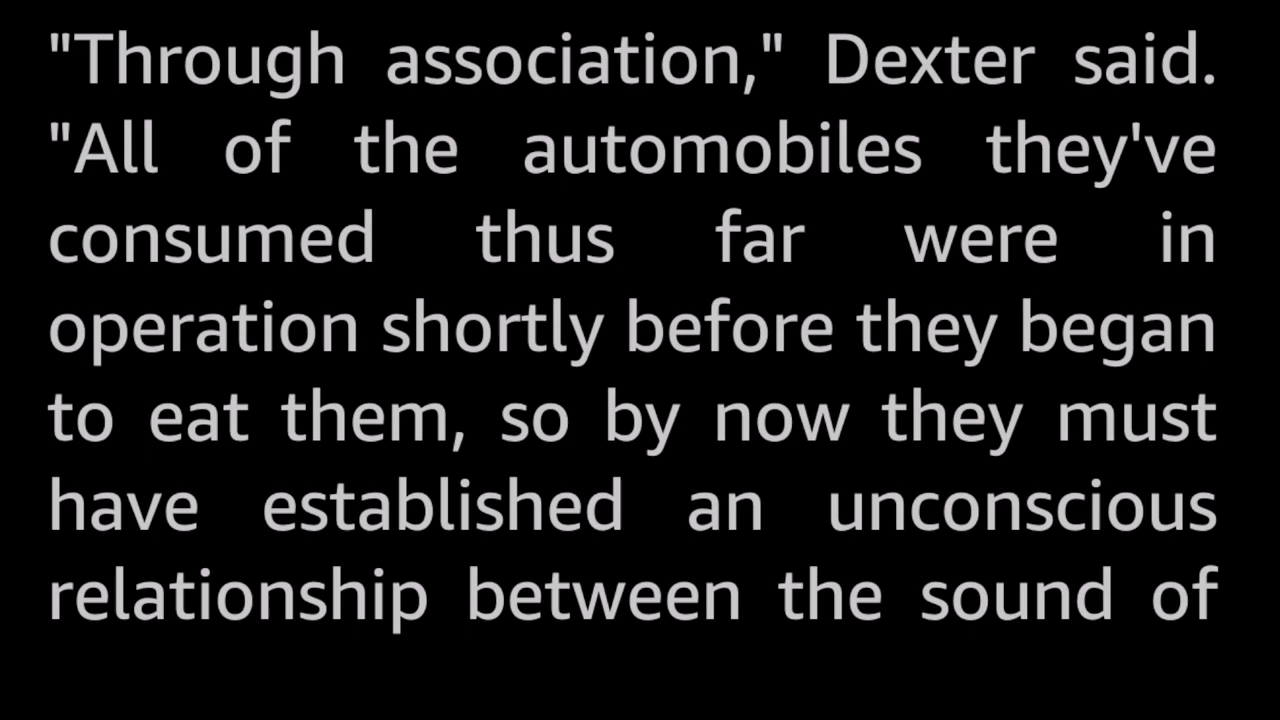 "Through association," Dexter said.
"All of the automobiles they've
consumed thus far were in
operation shortly before they began
to eat them, so by now they must
have established an unconscious
relationship between the sound of